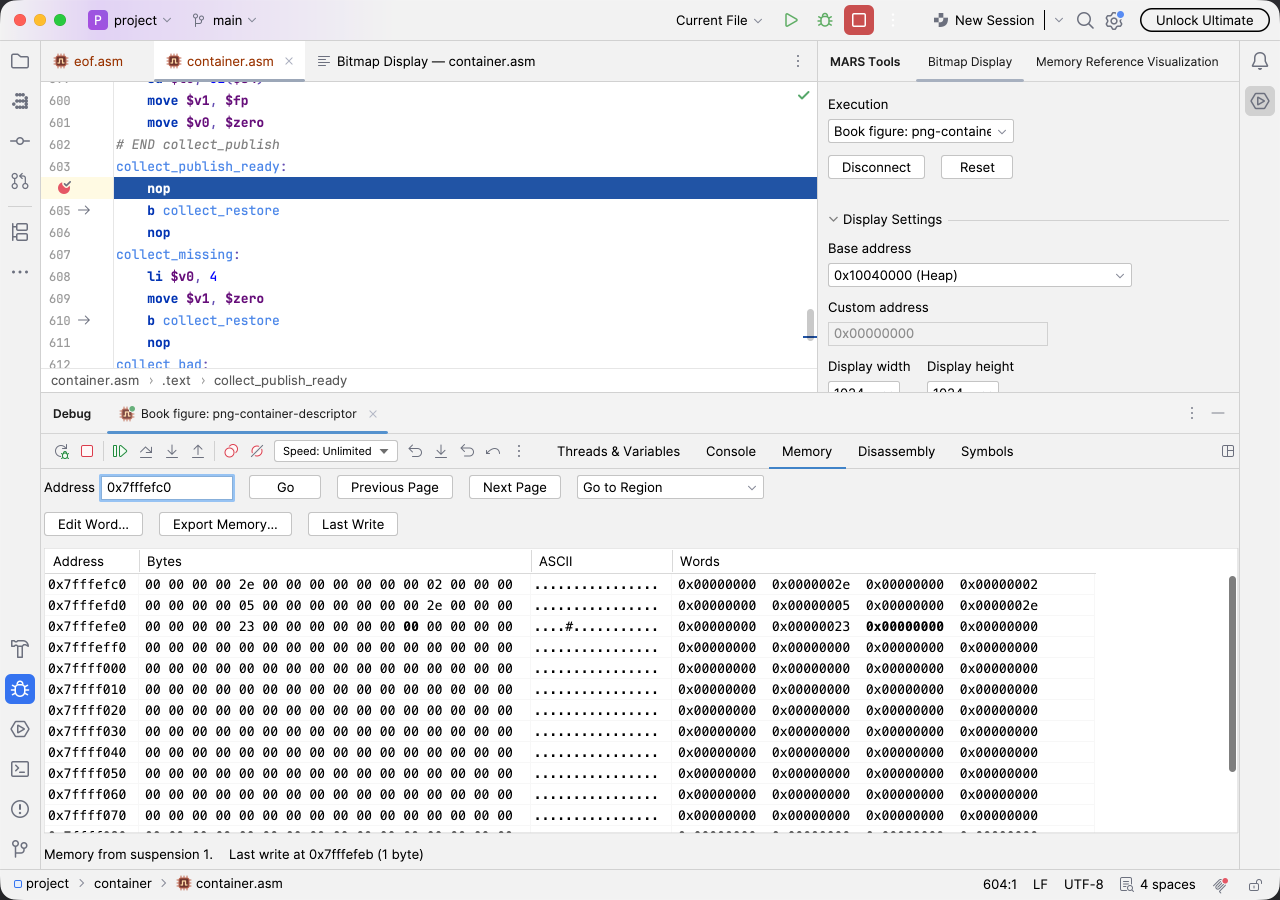 P project main Current File New Session Unlock Ultimate
eof.asm container.asm Bitmap Display — container.asm
MARS Tools Bitmap Display Memory Reference Visualization
600 move $v1, $fp
601 move $v0, $zero
602 # END collect_publish
603 collect_publish_ready:
nop
605 b collect_restore
606 nop
607 collect_missing:
608 li $v0, 4
609 move $v1, $zero
610 b collect_restore
611 nop
612 collect_bad:
container.asm › .text › collect_publish_ready
Execution
Book figure: png-containe
Disconnect Reset
Display Settings
Base address
0x10040000 (Heap)
Custom address
0x00000000
Display width Display height
1024 1024
Debug Book figure: png-container-descriptor
Speed: Unlimited Threads & Variables Console Memory Disassembly Symbols
Address 0x7fffefc0 Go Previous Page Next Page Go to Region
Edit Word... Export Memory... Last Write
Address Bytes ASCII Words
0x7fffefc0 00 00 00 00 2e 00 00 00 00 00 00 00 02 00 00 00 ................ 0x00000000 0x0000002e 0x00000000 0x00000002
0x7fffefd0 00 00 00 00 05 00 00 00 00 00 00 00 2e 00 00 00 ................ 0x00000000 0x00000005 0x00000000 0x0000002e
0x7fffefe0 00 00 00 00 23 00 00 00 00 00 00 00 00 00 00 00 ....#........... 0x00000000 0x00000023 0x00000000 0x00000000
0x7fffeff0 00 00 00 00 00 00 00 00 00 00 00 00 00 00 00 00 ................ 0x00000000 0x00000000 0x00000000 0x00000000
0x7ffff000 00 00 00 00 00 00 00 00 00 00 00 00 00 00 00 00 ................ 0x00000000 0x00000000 0x00000000 0x00000000
0x7ffff010 00 00 00 00 00 00 00 00 00 00 00 00 00 00 00 00 ................ 0x00000000 0x00000000 0x00000000 0x00000000
0x7ffff020 00 00 00 00 00 00 00 00 00 00 00 00 00 00 00 00 ................ 0x00000000 0x00000000 0x00000000 0x00000000
0x7ffff030 00 00 00 00 00 00 00 00 00 00 00 00 00 00 00 00 ................ 0x00000000 0x00000000 0x00000000 0x00000000
0x7ffff040 00 00 00 00 00 00 00 00 00 00 00 00 00 00 00 00 ................ 0x00000000 0x00000000 0x00000000 0x00000000
0x7ffff050 00 00 00 00 00 00 00 00 00 00 00 00 00 00 00 00 ................ 0x00000000 0x00000000 0x00000000 0x00000000
0x7ffff060 00 00 00 00 00 00 00 00 00 00 00 00 00 00 00 00 ................ 0x00000000 0x00000000 0x00000000 0x00000000
0x7ffff070 00 00 00 00 00 00 00 00 00 00 00 00 00 00 00 00 ................ 0x00000000 0x00000000 0x00000000 0x00000000
Memory from suspension 1. Last write at 0x7fffefeb (1 byte)
project › container › container.asm 604:1 LF UTF-8 4 spaces